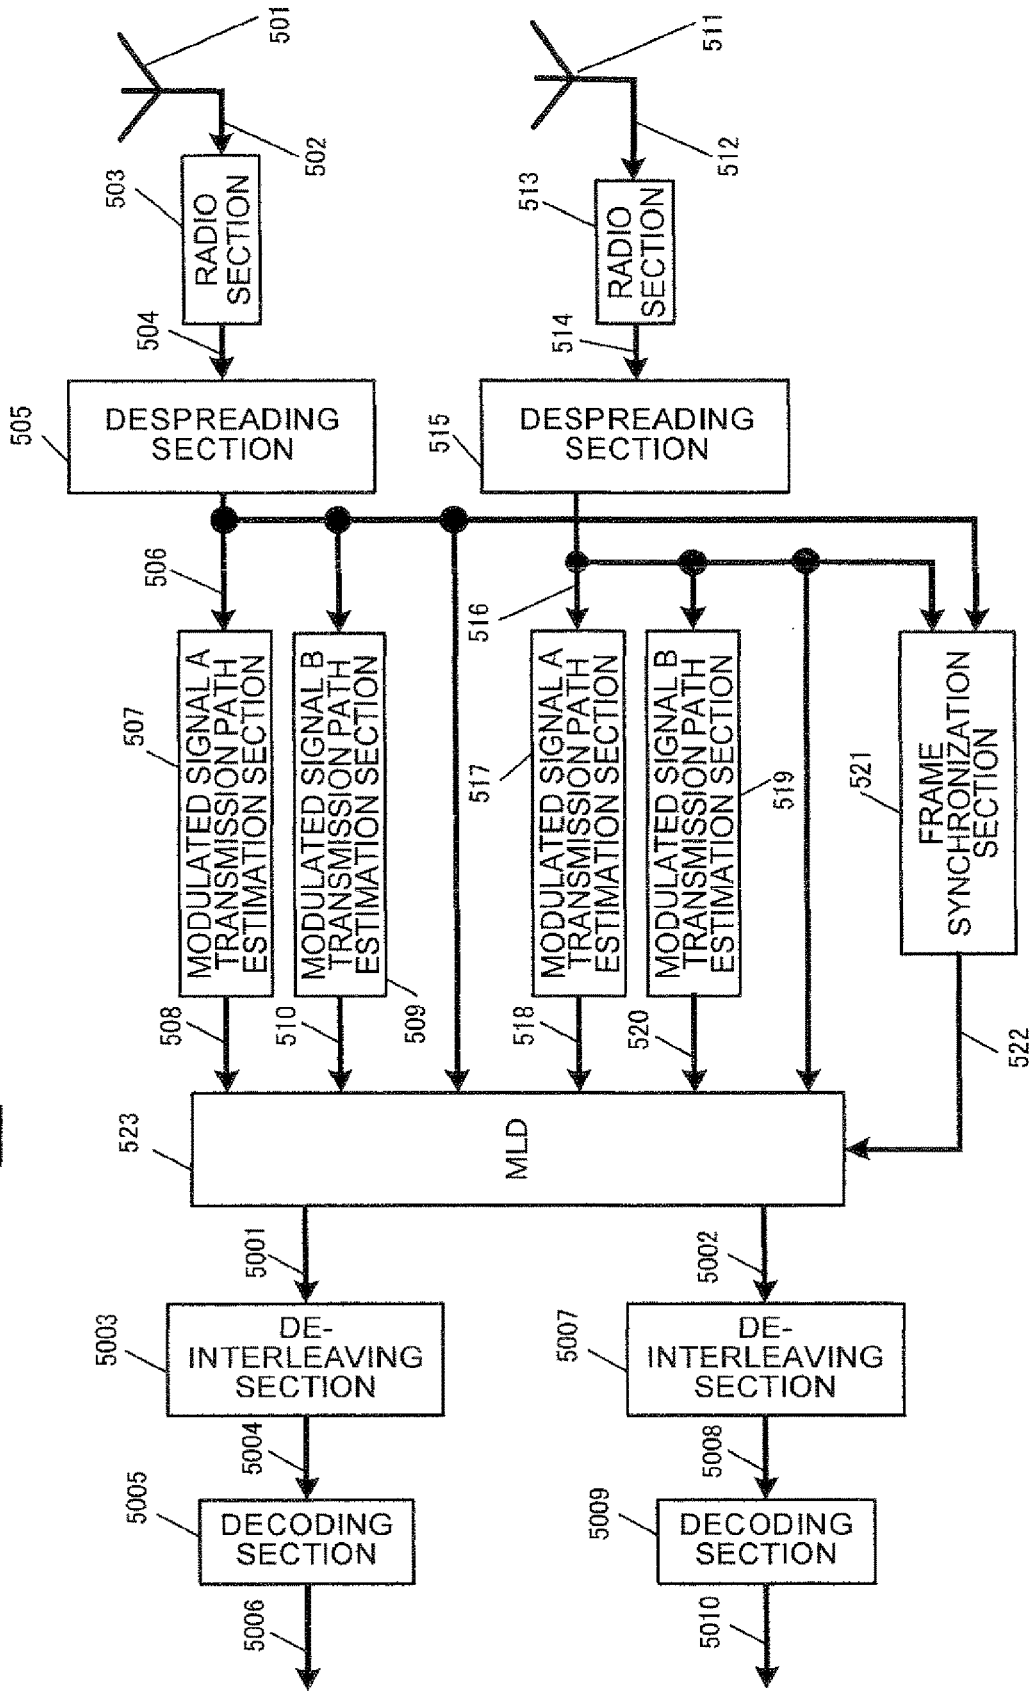 501
502
503
RADIO
SECTION
504
505
DESPREADING
SECTION
506
507
MODULATED SIGNAL A
TRANSMISSION PATH
ESTIMATION SECTION
508
MODULATED SIGNAL B
TRANSMISSION PATH
ESTIMATION SECTION
509
510
511
512
513
RADIO
SECTION
514
515
DESPREADING
SECTION
516
517
MODULATED SIGNAL A
TRANSMISSION PATH
ESTIMATION SECTION
518
MODULATED SIGNAL B
TRANSMISSION PATH
ESTIMATION SECTION
519
520
521
FRAME
SYNCHRONIZATION
SECTION
522
523
MLD
5001
5002
5003
DE-
INTERLEAVING
SECTION
5004
5005
DECODING
SECTION
5006
5007
DE-
INTERLEAVING
SECTION
5008
5009
DECODING
SECTION
5010